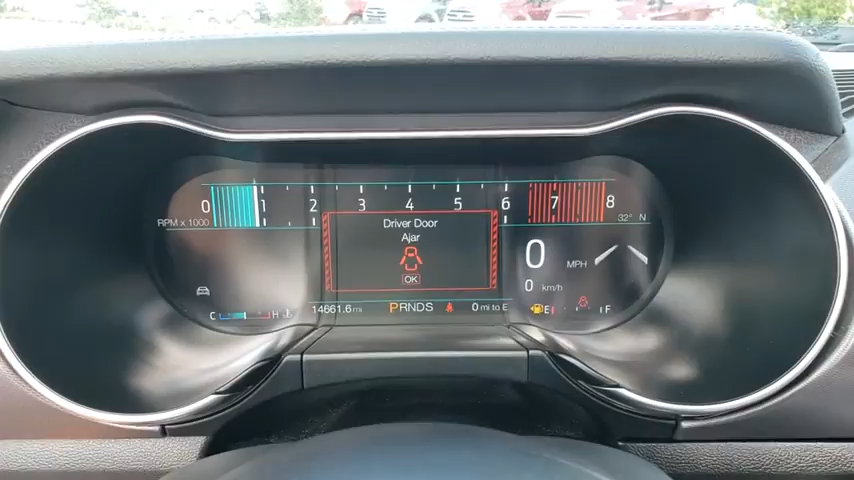 0 1 2 3 4 5 6 7 8
RPM x 1000
32° N
Driver Door
Ajar
OK
0 MPH
0 km/h
C H
14661.6 mi
PRNDS
0 mi to E
E F